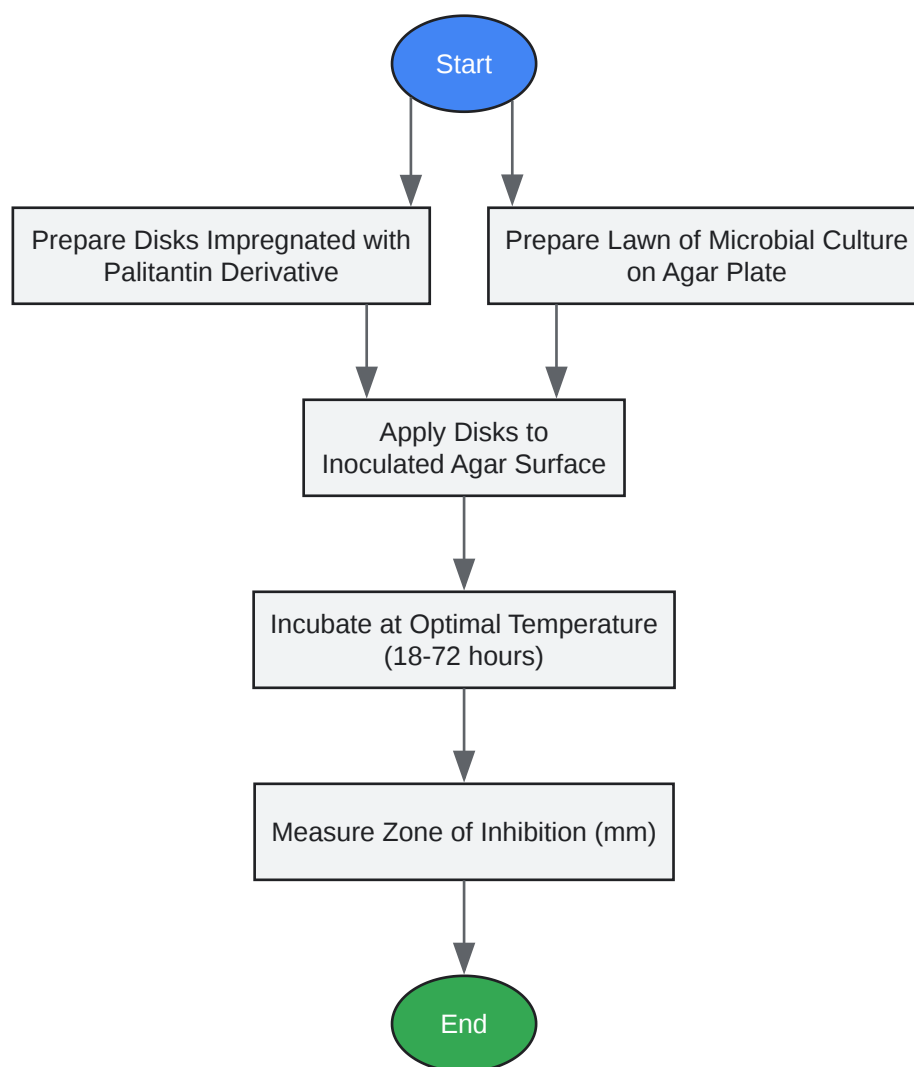 Start
Prepare Disks Impregnated with
Palitantin Derivative
Prepare Lawn of Microbial Culture
on Agar Plate
Apply Disks to
Inoculated Agar Surface
Incubate at Optimal Temperature
(18-72 hours)
Measure Zone of Inhibition (mm)
End